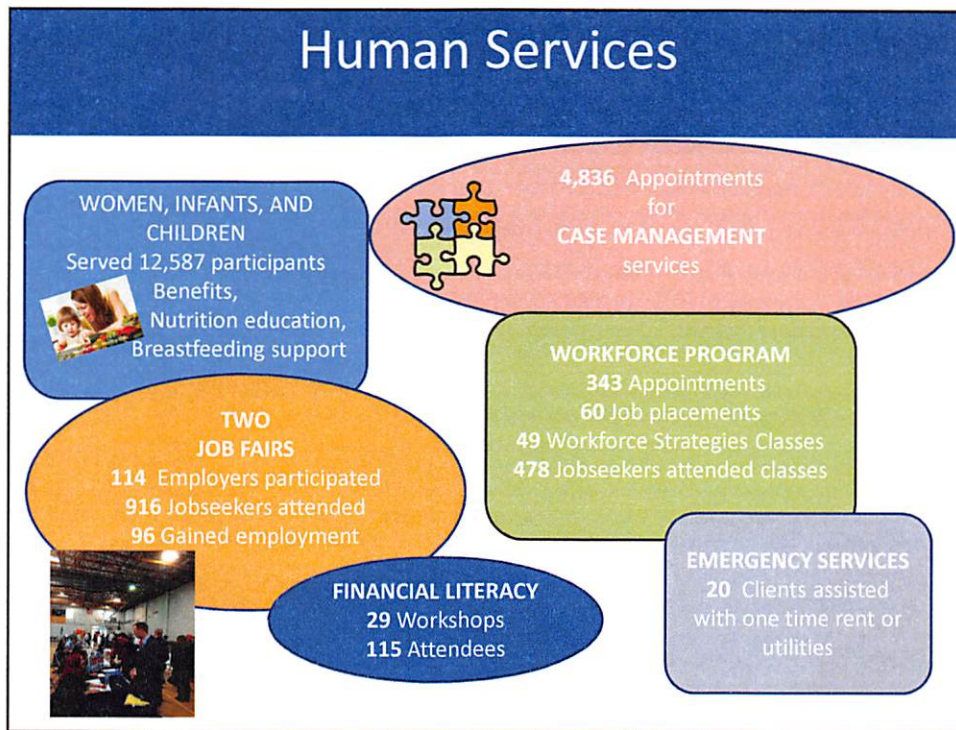 Human Services
WOMEN, INFANTS, AND
CHILDREN
Served 12,587 participants
Benefits,
Nutrition education,
Breastfeeding support
4,836 Appointments
for
CASE MANAGEMENT
services
TWO
JOB FAIRS
114 Employers participated
916 Jobseekers attended
96 Gained employment
WORKFORCE PROGRAM
343 Appointments
60 Job placements
49 Workforce Strategies Classes
478 Jobseekers attended classes
FINANCIAL LITERACY
29 Workshops
115 Attendees
EMERGENCY SERVICES
20 Clients assisted
with one time rent or
utilities